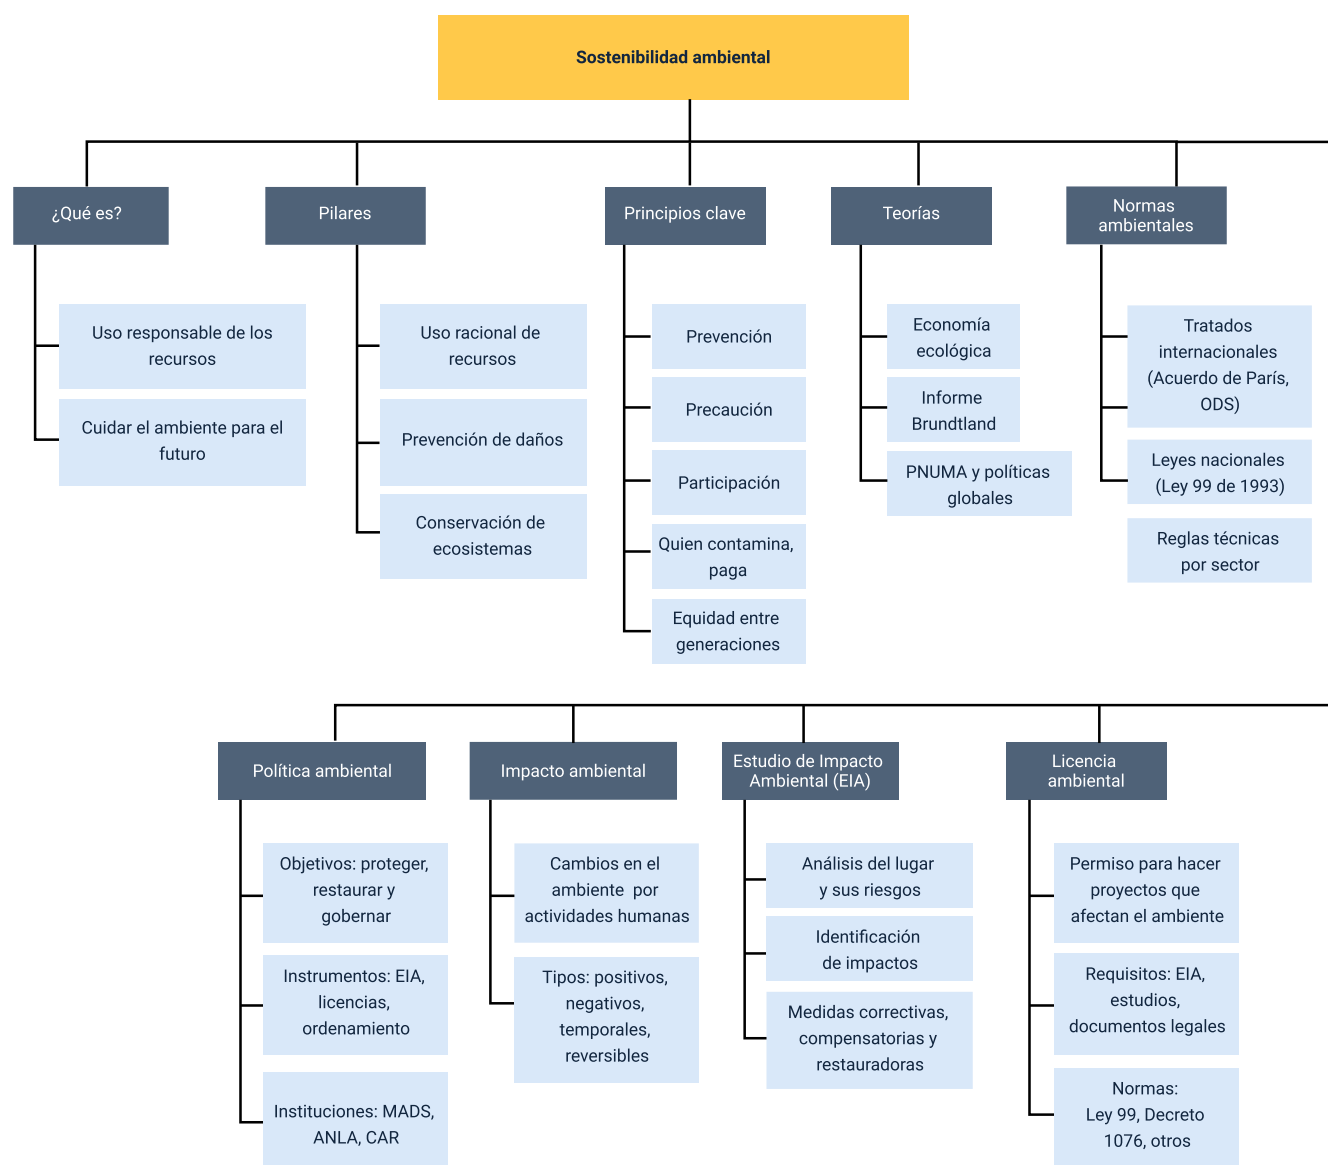 Sostenibilidad ambiental
¿Qué es?
Uso responsable de los
recursos
Cuidar el ambiente para el
futuro
Pilares
Uso racional de
recursos
Prevención de daños
Conservación de
ecosistemas
Principios clave
Prevención
Precaución
Participación
Quien contamina,
paga
Equidad entre
generaciones
Teorías
Economía
ecológica
Informe
Brundtland
PNUMA y políticas
globales
Normas
ambientales
Tratados
internacionales
(Acuerdo de París,
ODS)
Leyes nacionales
(Ley 99 de 1993)
Reglas técnicas
por sector
Política ambiental
Objetivos: proteger,
restaurar y
gobernar
Instrumentos: EIA,
licencias,
ordenamiento
Instituciones: MADS,
ANLA, CAR
Impacto ambiental
Cambios en el
ambiente por
actividades humanas
Tipos: positivos,
negativos,
temporales,
reversibles
Estudio de Impacto
Ambiental (EIA)
Análisis del lugar
y sus riesgos
Identificación
de impactos
Medidas correctivas,
compensatorias y
restauradoras
Licencia
ambiental
Permiso para hacer
proyectos que
afectan el ambiente
Requisitos: EIA,
estudios,
documentos legales
Normas:
Ley 99, Decreto
1076, otros